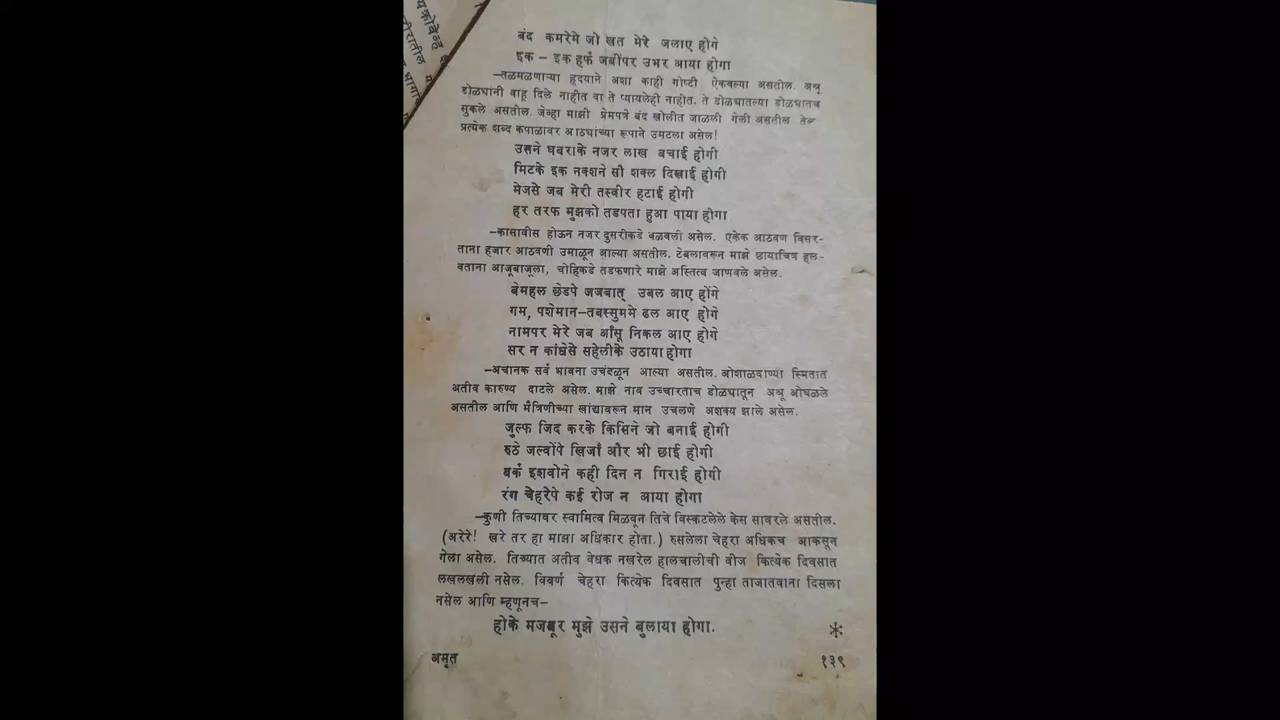 बंद कमरेमे जो खत मेरे जलाए होगे
इक – इक हर्फ जबींपर उभर आया होगा
–तळमळणाऱ्या हृदयाने अशा काही गोष्टी ऐकवल्या असतील. अश्रू
डोळ्यांनी वाहू दिले नाहीत वा ते प्यायलेही नाहीत. ते डोळ्यातल्या डोळ्यातच
सुकले असतील. जेव्हा माझी प्रेमपत्रे बंद खोलीत जाळली गेली असतील
प्रत्येक शब्द कपाळावर आठ्यांच्या रूपाने उमटला असेल!
उसने घबराके नजर लाख बचाई होगी
मिटके इक नक्शने सौ शक्ल दिखाई होगी
मेजसे जब मेरी तस्वीर हटाई होगी
हर तरफ मुझको तडपता हुआ पाया होगा
–कासावीस होऊन नजर दुसरीकडे वळवली असेल. एकेक आठवण विसर-
ताना हजार आठवणी उमाळून आल्या असतील. टेबलावरून माझे छायाचित्र हल-
वताना आजूबाजूला, चोहिकडे तडफणारे माझे अस्तित्व जाणवले असेल.
बेमहल छेडपे जजबात् उबल आए होंगे
गम, पशेमान–तबस्सुममे ढल आए होगे
नामपर मेरे जब आँसू निकल आए होगे
सर न कांधेसे सहेलीके उठाया होगा
–अचानक सर्व भावना उचंबळून आल्या असतील. ओशाळवाण्या स्मितात
अतीव कारुण्य दाटले असेल. माझे नाव उच्चारताच डोळ्यातून अश्रू ओघळले
असतील आणि मैत्रिणीच्या खांद्यावरून मान उचलणे अशक्य झाले असेल.
जुल्फ जिद करके किसिने जो बनाई होगी
रुठे जल्वोंपे खिजाँ और भी छाई होगी
बर्क इशवोने कही दिन न गिराई होगी
रंग चेहरेपे कई रोज न आया होगा
–कुणी तिच्यावर स्वामित्व मिळवून तिचे विस्कटलेले केस सावरले असतील.
(अरेरे! खरे तर हा माझा अधिकार होता.) रुसलेला चेहरा अधिकच आकसून
गेला असेल. तिच्यात अतीव वेधक नखरेल हालचालीची वीज कित्येक दिवसात
लखलखली नसेल. विवर्ण चेहरा कित्येक दिवसात पुन्हा ताजातवाना दिसला
नसेल आणि म्हणूनच–
होके मजबूर मुझे उसने बुलाया होगा.
अमृत १३९